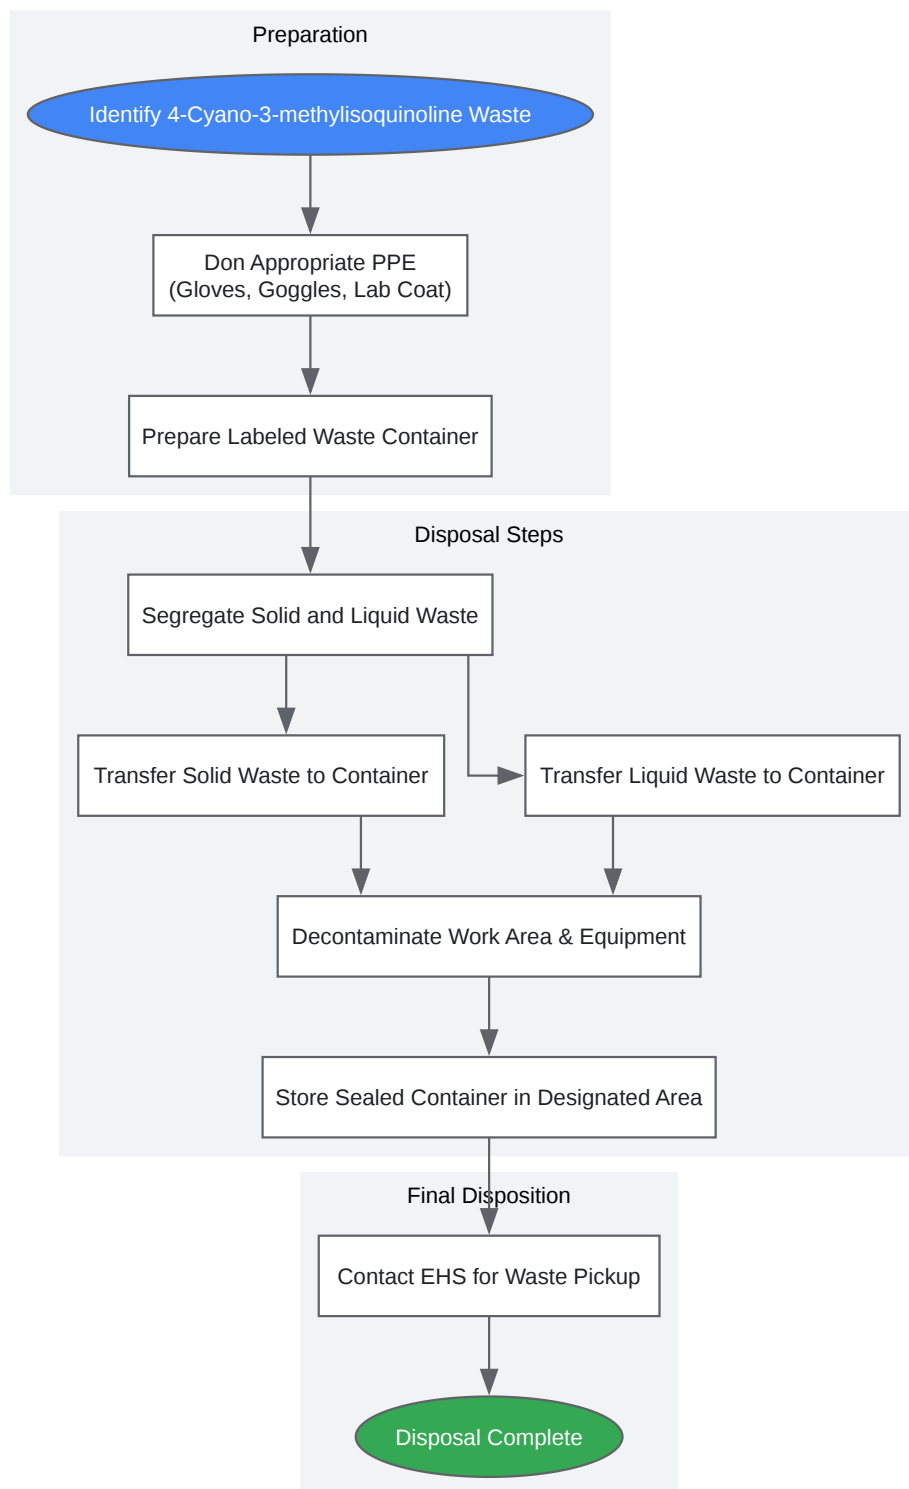 Preparation
Identify 4-Cyano-3-methylisoquinoline Waste
Don Appropriate PPE
(Gloves, Goggles, Lab Coat)
Prepare Labeled Waste Container
Disposal Steps
Segregate Solid and Liquid Waste
Transfer Solid Waste to Container
Transfer Liquid Waste to Container
Decontaminate Work Area & Equipment
Store Sealed Container in Designated Area
Final Disposition
Contact EHS for Waste Pickup
Disposal Complete